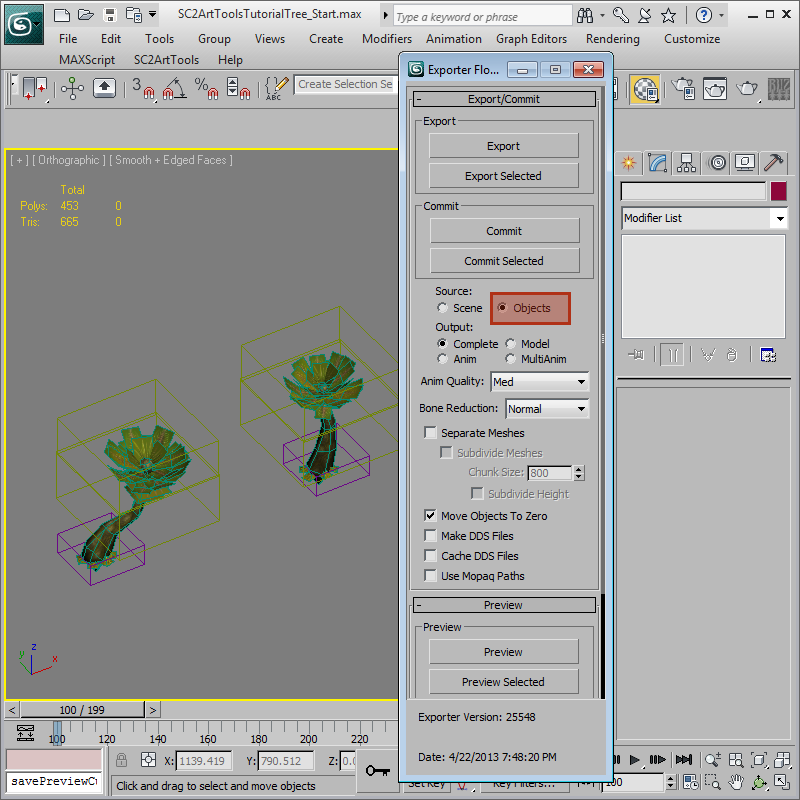 SC2ArtToolsTutorialTree_Start.max
Type a keyword or phrase
File Edit Tools Group Views Create Modifiers Animation Graph Editors Rendering Customize
MAXScript SC2ArtTools Help
3 % ABC Create Selection Se
Exporter Flo...
Export/Commit
Export
Export
Export Selected
Commit
Commit
Commit Selected
Source:
Scene Objects
Output:
Complete Model
Anim MultiAnim
Anim Quality: Med
Bone Reduction: Normal
Separate Meshes
Subdivide Meshes
Chunk Size: 800
Subdivide Height
Move Objects To Zero
Make DDS Files
Cache DDS Files
Use Mopaq Paths
Preview
Preview
Preview
Preview Selected
Exporter Version: 25548
Date: 4/22/2013 7:48:20 PM
[ + ] [ Orthographic ] [ Smooth + Edged Faces ]
Total
Polys: 453 0
Tris: 665 0
z
y x
Modifier List
< 100 / 199 >
100 120 140 160 180 200 220
X: 1139.419 Y: 790.512 Z: 0.
savePreviewCu
Click and drag to select and move objects
Set Key Key Filters... 100